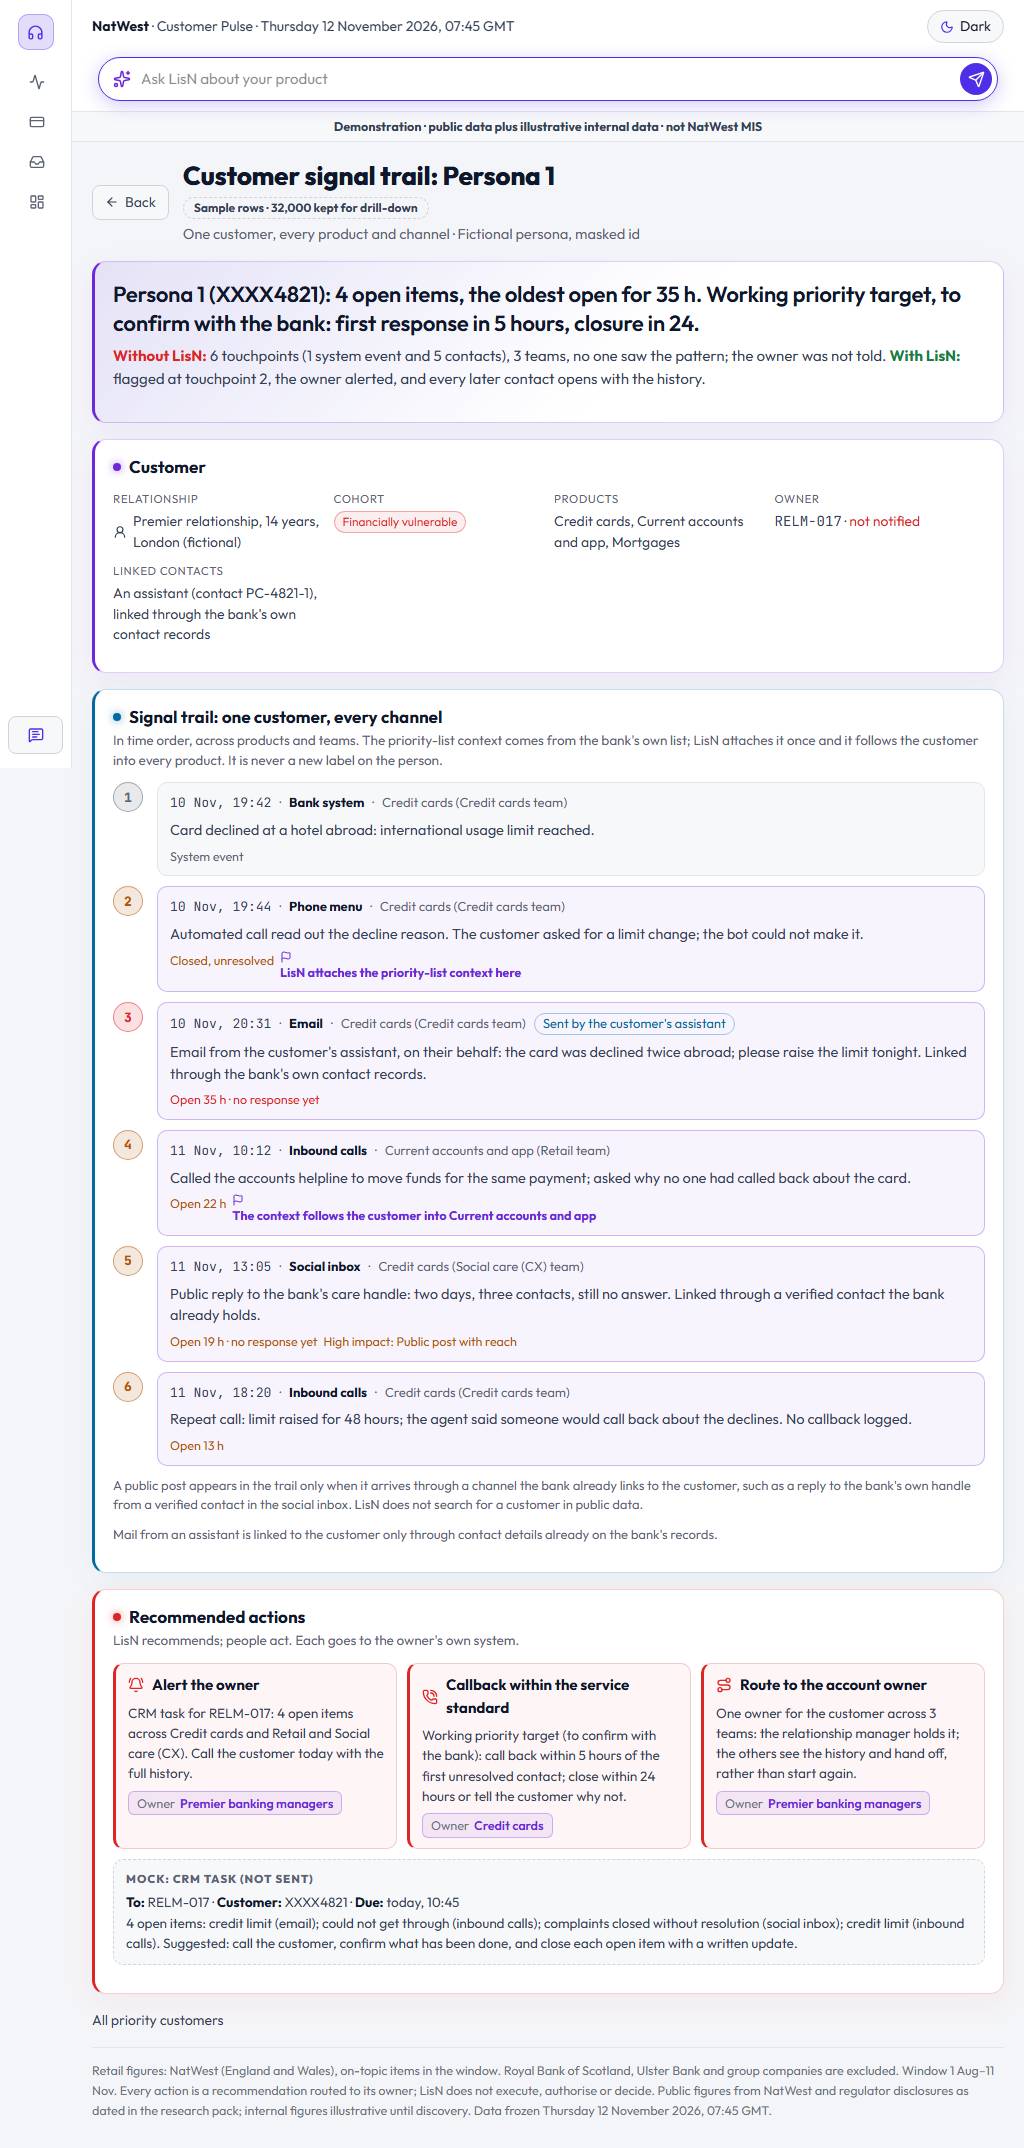 NatWest · Customer Pulse · Thursday 12 November 2026, 07:45 GMT
Dark
Ask LisN about your product
Demonstration · public data plus illustrative internal data · not NatWest MIS
Back
Customer signal trail: Persona 1
Sample rows · 32,000 kept for drill-down
One customer, every product and channel · Fictional persona, masked id
Persona 1 (XXXX4821): 4 open items, the oldest open for 35 h. Working priority target, to
confirm with the bank: first response in 5 hours, closure in 24.
Without LisN: 6 touchpoints (1 system event and 5 contacts), 3 teams, no one saw the pattern; the owner was not told. With LisN:
flagged at touchpoint 2, the owner alerted, and every later contact opens with the history.
Customer
RELATIONSHIP
Premier relationship, 14 years,
London (fictional)
COHORT
Financially vulnerable
PRODUCTS
Credit cards, Current accounts
and app, Mortgages
OWNER
RELM-017 · not notified
LINKED CONTACTS
An assistant (contact PC-4821-1),
linked through the bank's own
contact records
Signal trail: one customer, every channel
In time order, across products and teams. The priority-list context comes from the bank's own list; LisN attaches it once and it follows the customer
into every product. It is never a new label on the person.
1
10 Nov, 19:42 · Bank system · Credit cards (Credit cards team)
Card declined at a hotel abroad: international usage limit reached.
System event
2
10 Nov, 19:44 · Phone menu · Credit cards (Credit cards team)
Automated call read out the decline reason. The customer asked for a limit change; the bot could not make it.
Closed, unresolved
LisN attaches the priority-list context here
3
10 Nov, 20:31 · Email · Credit cards (Credit cards team) Sent by the customer's assistant
Email from the customer's assistant, on their behalf: the card was declined twice abroad; please raise the limit tonight. Linked
through the bank's own contact records.
Open 35 h · no response yet
4
11 Nov, 10:12 · Inbound calls · Current accounts and app (Retail team)
Called the accounts helpline to move funds for the same payment; asked why no one had called back about the card.
Open 22 h
The context follows the customer into Current accounts and app
5
11 Nov, 13:05 · Social inbox · Credit cards (Social care (CX) team)
Public reply to the bank's care handle: two days, three contacts, still no answer. Linked through a verified contact the bank
already holds.
Open 19 h · no response yet High impact: Public post with reach
6
11 Nov, 18:20 · Inbound calls · Credit cards (Credit cards team)
Repeat call: limit raised for 48 hours; the agent said someone would call back about the declines. No callback logged.
Open 13 h
A public post appears in the trail only when it arrives through a channel the bank already links to the customer, such as a reply to the bank's own handle
from a verified contact in the social inbox. LisN does not search for a customer in public data.
Mail from an assistant is linked to the customer only through contact details already on the bank's records.
Recommended actions
LisN recommends; people act. Each goes to the owner's own system.
Alert the owner
CRM task for RELM-017: 4 open items
across Credit cards and Retail and Social
care (CX). Call the customer today with the
full history.
Owner Premier banking managers
Callback within the service
standard
Working priority target (to confirm with
the bank): call back within 5 hours of the
first unresolved contact; close within 24
hours or tell the customer why not.
Owner Credit cards
Route to the account owner
One owner for the customer across 3
teams: the relationship manager holds it;
the others see the history and hand off,
rather than start again.
Owner Premier banking managers
MOCK: CRM TASK (NOT SENT)
To: RELM-017 · Customer: XXXX4821 · Due: today, 10:45
4 open items: credit limit (email); could not get through (inbound calls); complaints closed without resolution (social inbox); credit limit (inbound
calls). Suggested: call the customer, confirm what has been done, and close each open item with a written update.
All priority customers
Retail figures: NatWest (England and Wales), on-topic items in the window. Royal Bank of Scotland, Ulster Bank and group companies are excluded. Window 1 Aug–11
Nov. Every action is a recommendation routed to its owner; LisN does not execute, authorise or decide. Public figures from NatWest and regulator disclosures as
dated in the research pack; internal figures illustrative until discovery. Data frozen Thursday 12 November 2026, 07:45 GMT.